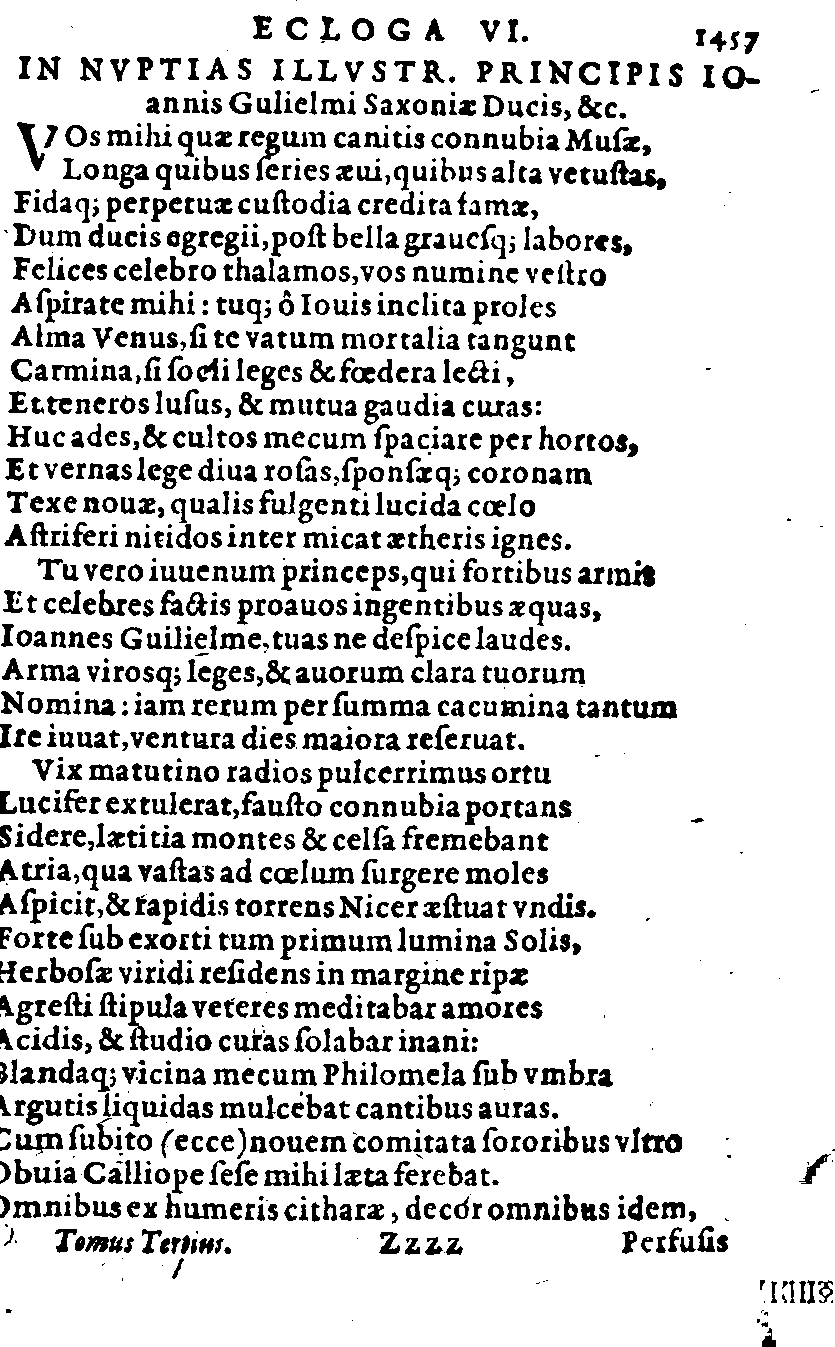 ECLOGA VI. 1457
IN NVPTIAS ILLVSTR. PRINCIPIS IO-
annis Gulielmi Saxoniæ Ducis, &c.
VOs mihi quæ regum canitis connubia Muſæ,
Longa quibus ſeries æui, quibus alta vetuſtas,
Fidaq; perpetuæ cuſtodia credita famæ,
Dum ducis egregii, poſt bella graueſq; labores,
Felices celebro thalamos, vos numine veſtro
Aſpirate mihi: tuq; ô Iouis inclita proles
Alma Venus, ſi te vatum mortalia tangunt
Carmina, ſi ſocii leges & fœdera lecti,
Et teneros luſus, & mutua gaudia curas:
Huc ades, & cultos mecum ſpaciare per hortos,
Et vernas lege diua roſas, ſponſæq; coronam
Texe nouæ, qualis fulgenti lucida cœlo
Aſtriferi nitidos inter micat ætheris ignes.
Tu vero iuuenum princeps, qui fortibus armis
Et celebres factis proauos ingentibus æquas,
Ioannes Guilielme, tuas ne deſpice laudes.
Arma virosq; leges, & auorum clara tuorum
Nomina: iam rerum per ſumma cacumina tantum
Ire iuuat, ventura dies maiora reſeruat.
Vix matutino radios pulcerrimus ortu
Lucifer extulerat, fauſto connubia portans
Sidere, lætitia montes & celſa fremebant
Atria, qua vaſtas ad cœlum ſurgere moles
Aſpicit, & rapidis torrens Nicer æſtuat vndis.
Forte ſub exorti tum primum lumina Solis,
Herboſæ viridi reſidens in margine ripæ
Agreſti ſtipula veteres meditabar amores
Acidis, & ſtudio curas ſolabar inani:
Blandaq; vicina mecum Philomela ſub vmbra
Argutis liquidas mulcebat cantibus auras.
Cum ſubito (ecce) nouem comitata ſororibus vltro
Obuia Calliope ſeſe mihi læta ferebat.
Omnibus ex humeris citharæ, decor omnibus idem,
Tomus Tertius. Zzzz Perfuſis